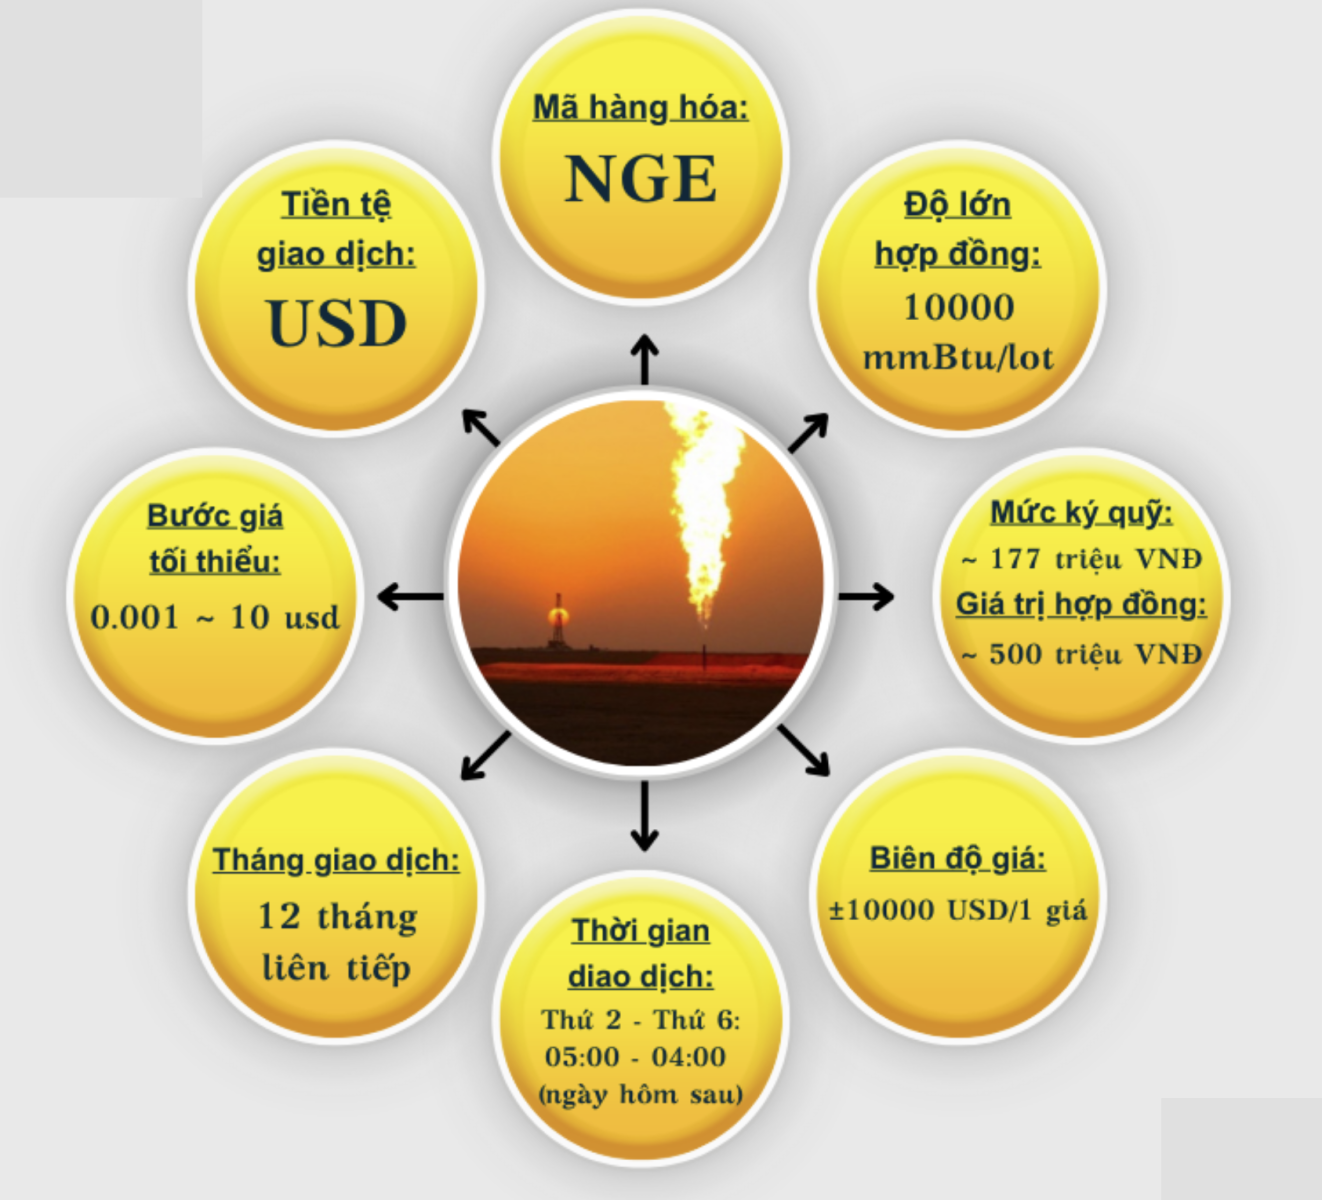 Mã hàng hóa:
NGE
Độ lớn
hợp đồng:
10000
mmBtu/lot
Mức ký quỹ:
~ 177 triệu VNĐ
Giá trị hợp đồng:
~ 500 triệu VNĐ
Biên độ giá:
±10000 USD/1 giá
Thời gian
diao dịch:
Thứ 2 - Thứ 6:
05:00 - 04:00
(ngày hôm sau)
Tháng giao dịch:
12 tháng
liên tiếp
Bước giá
tối thiểu:
0.001 ~ 10 usd
Tiền tệ
giao dịch:
USD